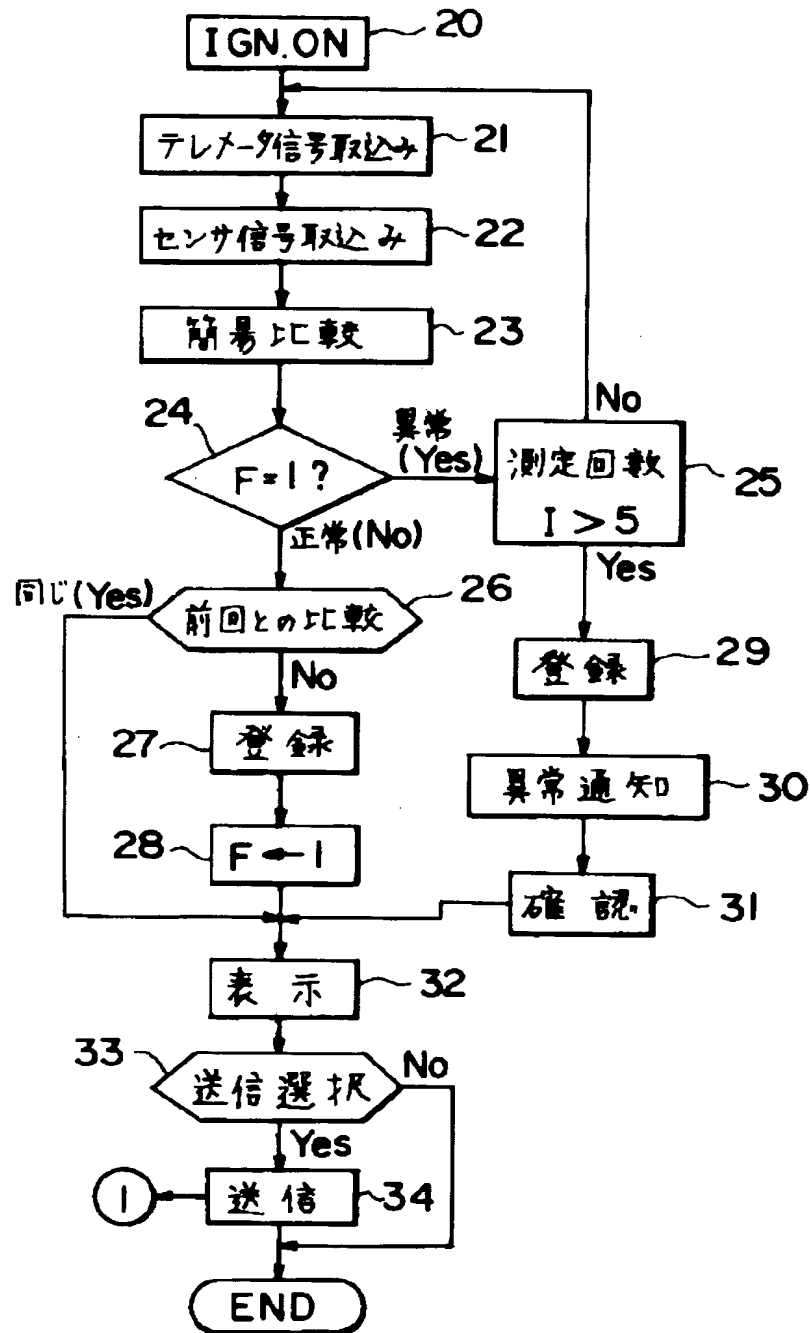 IGN.ON
20
テレメータ信号取込み
21
センサ信号取込み
22
簡易比較
23
24
F=1?
異常
(Yes)
正常(No)
No
測定回数
I>5
25
Yes
同じ(Yes)
前回との比較
26
No
27
登録
登録
29
28
F←1
異常通知
30
確認
31
表示
32
33
送信選択
No
Yes
1
送信
34
END